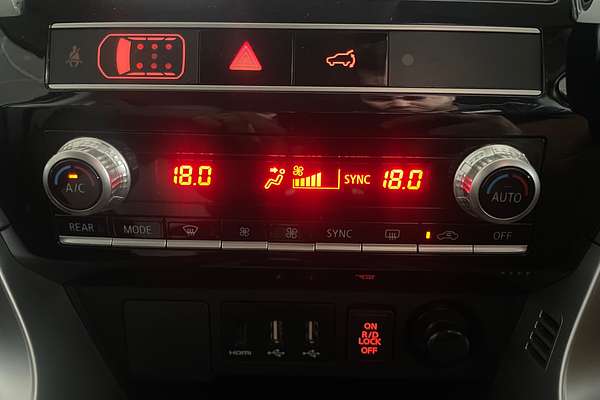 18.0 SYNC 18.0
A/C
AUTO
REAR MODE SYNC OFF
HDMI
ON
R/D
LOCK
OFF